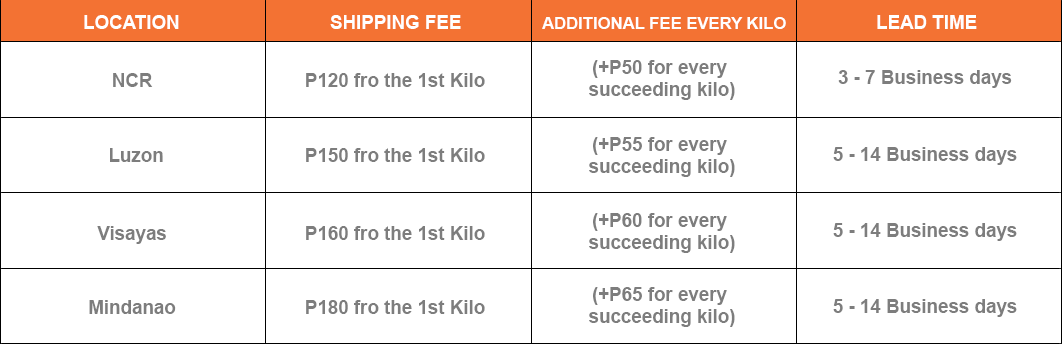 LOCATION SHIPPING FEE ADDITIONAL FEE EVERY KILO LEAD TIME
NCR P120 fro the 1st Kilo (+P50 for every succeeding kilo) 3 - 7 Business days
Luzon P150 fro the 1st Kilo (+P55 for every succeeding kilo) 5 - 14 Business days
Visayas P160 fro the 1st Kilo (+P60 for every succeeding kilo) 5 - 14 Business days
Mindanao P180 fro the 1st Kilo (+P65 for every succeeding kilo) 5 - 14 Business days